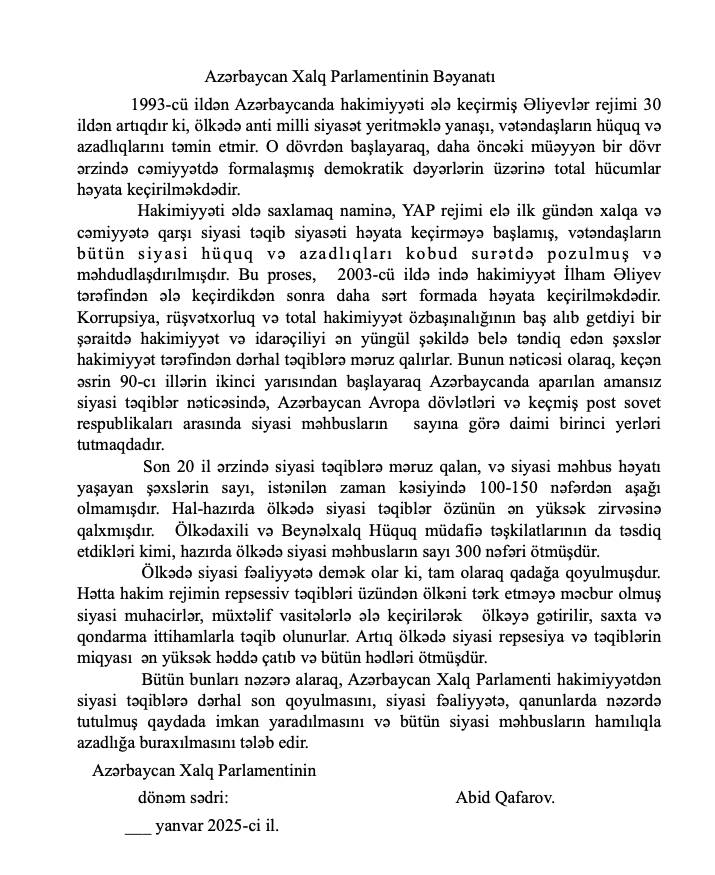 Azərbaycan Xalq Parlamentinin Bəyanatı
1993-cü ildən Azərbaycanda hakimiyyəti ələ keçirmiş Əliyevlər rejimi 30
ildən artıqdır ki, ölkədə anti milli siyasət yeritməklə yanaşı, vətəndaşların hüquq və
azadlıqlarını təmin etmir. O dövrdən başlayaraq, daha öncəki müəyyən bir dövr
ərzində cəmiyyətdə formalaşmış demokratik dəyərlərin üzərinə total hücumlar
həyata keçirilməkdədir.
Hakimiyyəti əldə saxlamaq naminə, YAP rejimi elə ilk gündən xalqa və
cəmiyyətə qarşı siyasi təqib siyasəti həyata keçirməyə başlamış, vətəndaşların
bütün siyasi hüquq və azadlıqları kobud surətdə pozulmuş və
məhdudlaşdırılmışdır. Bu proses, 2003-cü ildə ində hakimiyyət İlham Əliyev
tərəfindən ələ keçirdikdən sonra daha sərt formada həyata keçirilməkdədir.
Korrupsiya, rüşvətxorluq və total hakimiyyət özbaşınalığının baş alıb getdiyi bir
şəraitdə hakimiyyət və idarəçiliyi ən yüngül şəkildə belə təndiq edən şəxslər
hakimiyyət tərəfindən dərhal təqiblərə məruz qalırlar. Bunun nəticəsi olaraq, keçən
əsrin 90-cı illərin ikinci yarısından başlayaraq Azərbaycanda aparılan amansız
siyasi təqiblər nəticəsində, Azərbaycan Avropa dövlətləri və keçmiş post sovet
respublikaları arasında siyasi məhbusların sayına görə daimi birinci yerləri
tutmaqdadır.
Son 20 il ərzində siyasi təqiblərə məruz qalan, və siyasi məhbus həyatı
yaşayan şəxslərin sayı, istənilən zaman kəsiyində 100-150 nəfərdən aşağı
olmamışdır. Hal-hazırda ölkədə siyasi təqiblər özünün ən yüksək zirvəsinə
qalxmışdır. Ölkədaxili və Beynəlxalq Hüquq müdafiə təşkilatlarının da təsdiq
etdikləri kimi, hazırda ölkədə siyasi məhbusların sayı 300 nəfəri ötmüşdür.
Ölkədə siyasi fəaliyyətə demək olar ki, tam olaraq qadağa qoyulmuşdur.
Hətta hakim rejimin repsessiv təqibləri üzündən ölkəni tərk etməyə məcbur olmuş
siyasi muhacirlər, müxtəlif vasitələrlə ələ keçirilərək ölkəyə gətirilir, saxta və
qondarma ittihamlarla təqib olunurlar. Artıq ölkədə siyasi repsesiya və təqiblərin
miqyası ən yüksək həddə çatıb və bütün hədləri ötmüşdür.
Bütün bunları nəzərə alaraq, Azərbaycan Xalq Parlamenti hakimiyyətdən
siyasi təqiblərə dərhal son qoyulmasını, siyasi fəaliyyətə, qanunlarda nəzərdə
tutulmuş qaydada imkan yaradılmasını və bütün siyasi məhbusların hamılıqla
azadlığa buraxılmasını tələb edir.
Azərbaycan Xalq Parlamentinin
dönəm sədri: Abid Qafarov.
___ yanvar 2025-ci il.